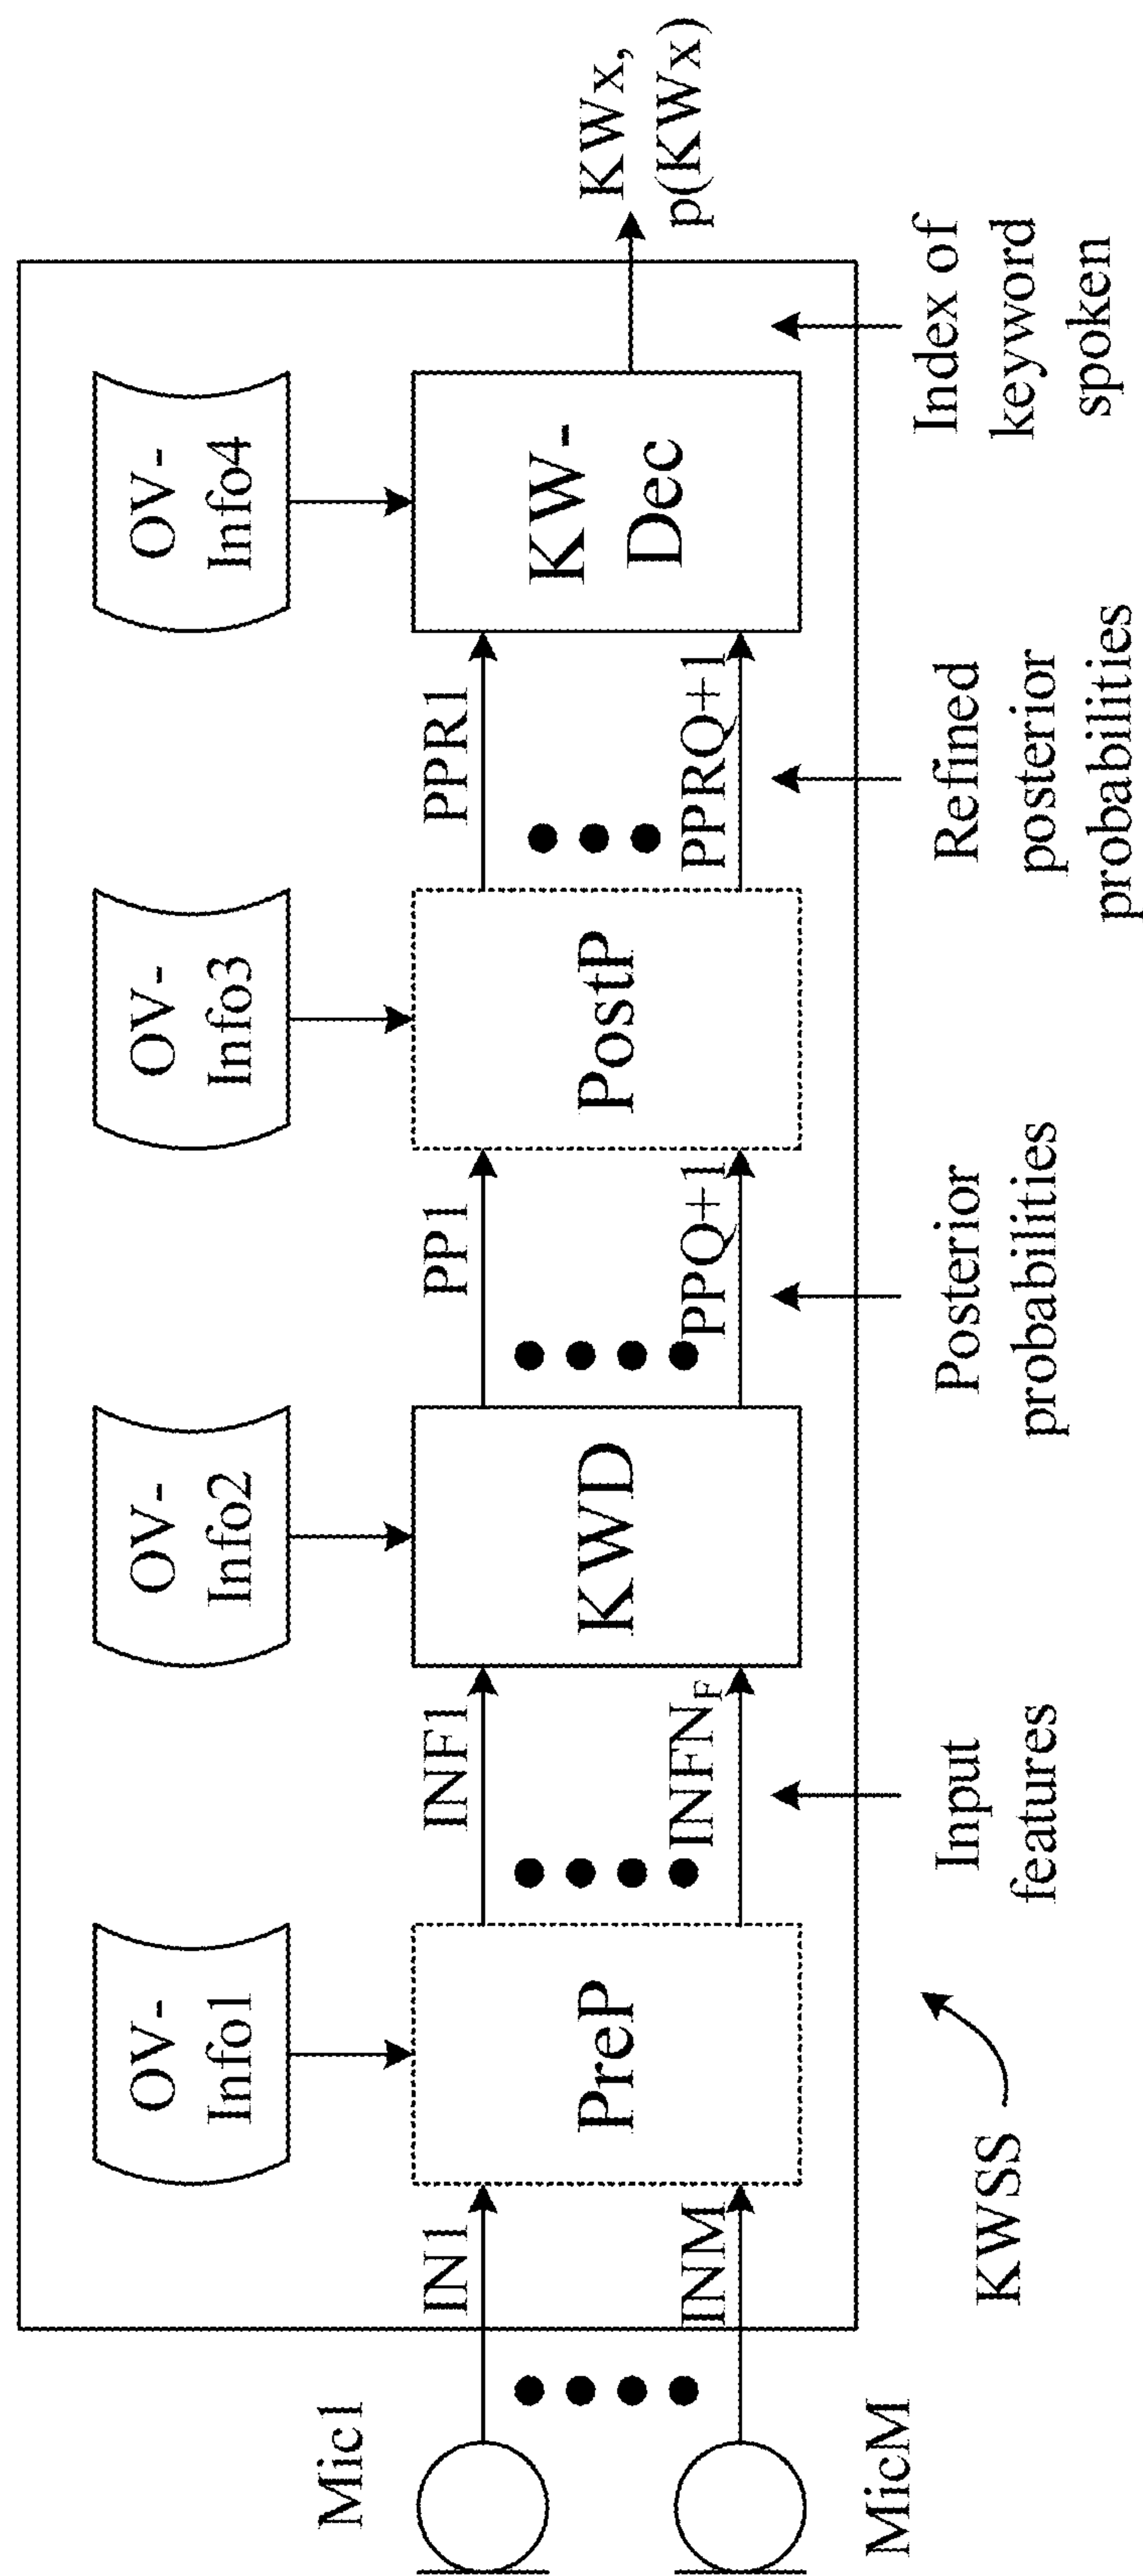 OV-
Info1
OV-
Info2
OV-
Info3
OV-
Info4
Mic1
IN1
INF1
PP1
PPR1
PreP
KWD
PostP
KW-
Dec
KWx,
p(KWx)
MicM
INM
INFN_F
PPQ+1
PPRQ+1
KWSS
Input
features
Posterior
probabilities
Refined
posterior
probabilities
Index of
keyword
spoken